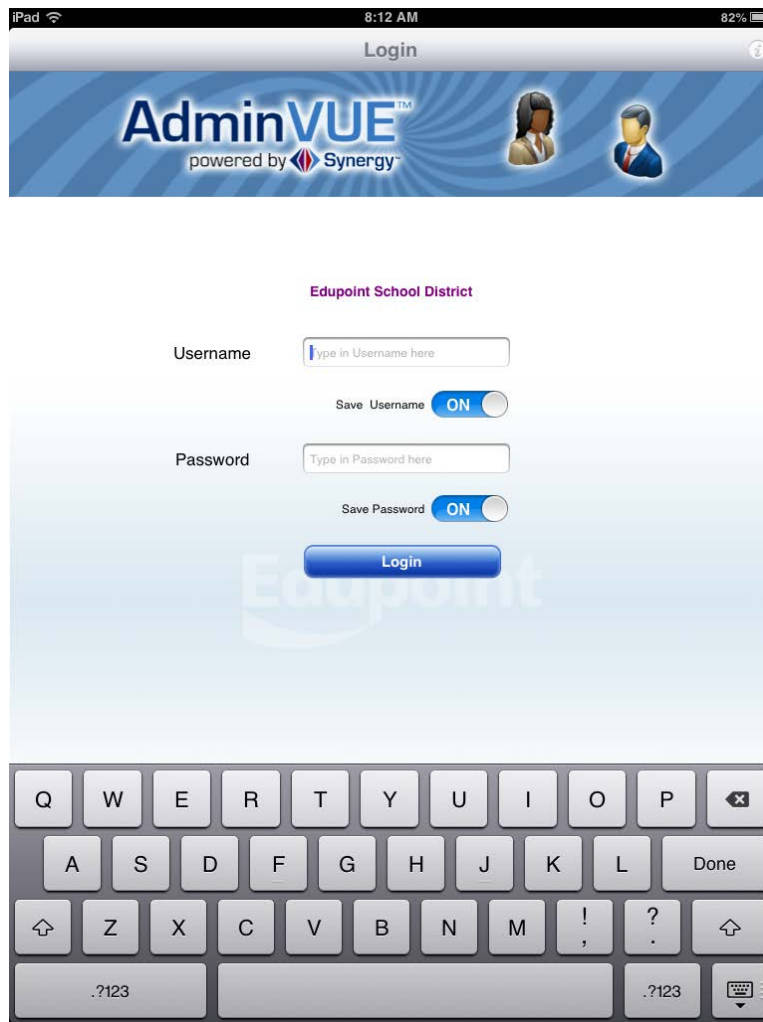 iPad 8:12 AM 82%
Login
AdminVUE™
powered by Synergy™
Edupoint School District
Username Type in Username here
Save Username ON
Password Type in Password here
Save Password ON
Login
Edupoint
Q W E R T Y U I O P
A S D F G H J K L Done
Z X C V B N M ! , ? .
.?123 .?123